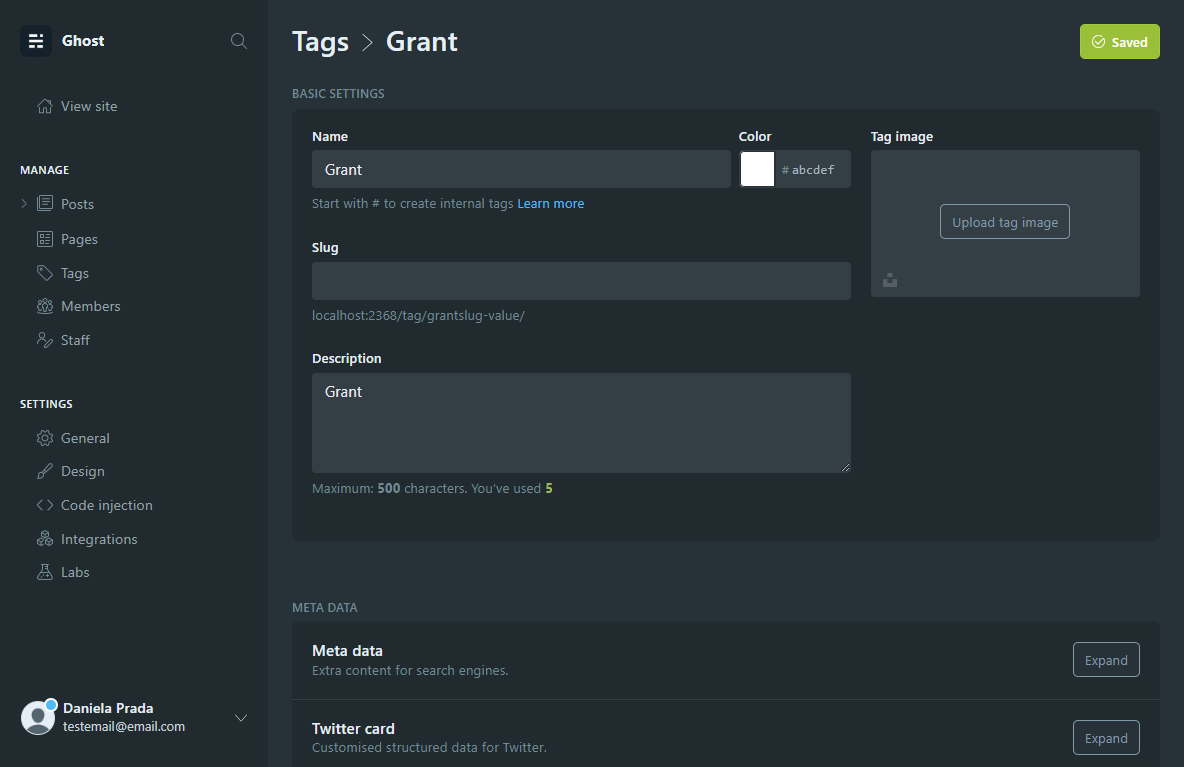 Ghost
View site
MANAGE
Posts
Pages
Tags
Members
Staff
SETTINGS
General
Design
Code injection
Integrations
Labs
Daniela Prada
testemail@email.com
Tags > Grant
Saved
BASIC SETTINGS
Name
Grant
Start with # to create internal tags Learn more
Color
# abcdef
Slug
localhost:2368/tag/grantslug-value/
Description
Grant
Maximum: 500 characters. You've used 5
Tag image
Upload tag image
META DATA
Meta data
Extra content for search engines.
Expand
Twitter card
Customised structured data for Twitter.
Expand